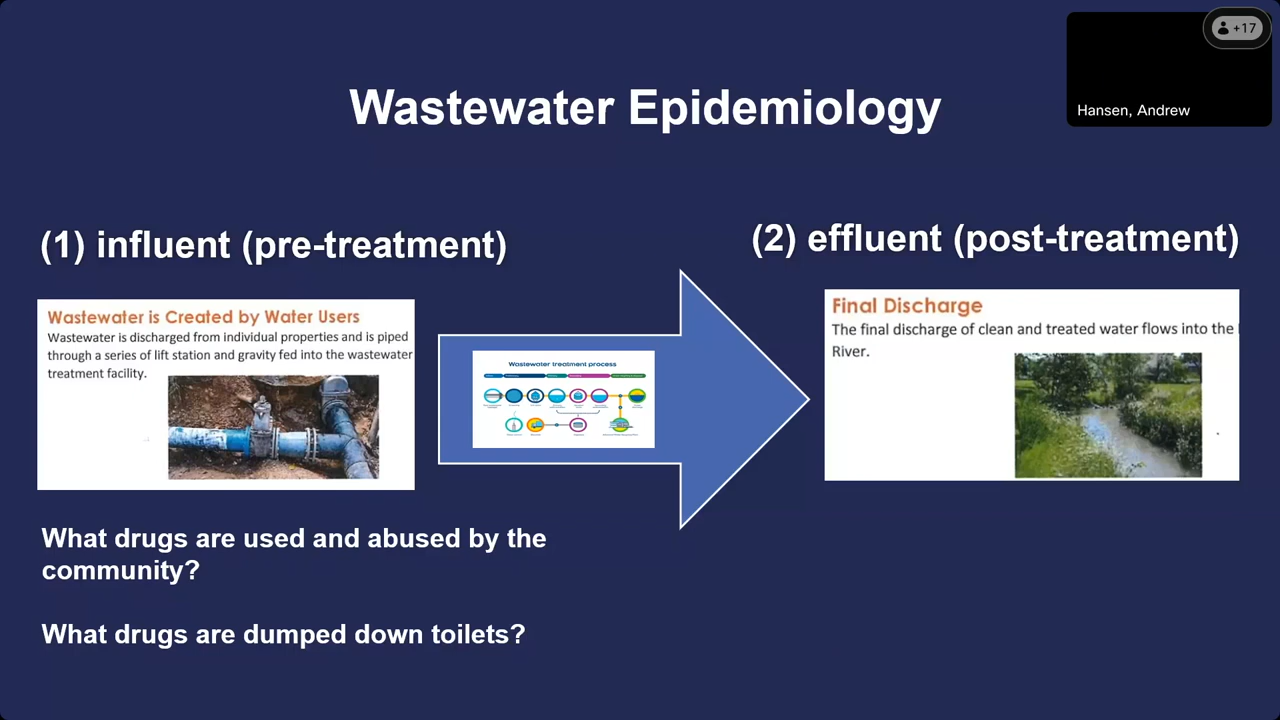 +17
Hansen, Andrew
Wastewater Epidemiology
(1) influent (pre-treatment)
(2) effluent (post-treatment)
Wastewater is Created by Water Users
Wastewater is discharged from individual properties and is piped
through a series of lift station and gravity fed into the wastewater
treatment facility.
Wastewater treatment process
Final Discharge
The final discharge of clean and treated water flows into the
River.
What drugs are used and abused by the
community?
What drugs are dumped down toilets?